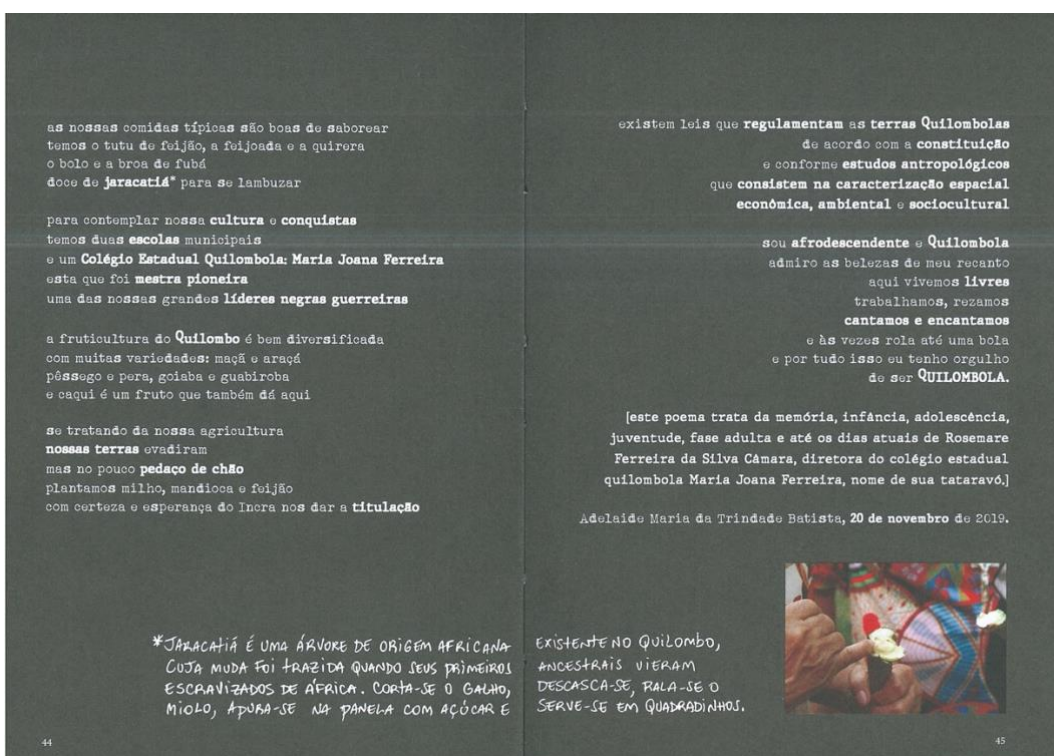 as nossas comidas típicas são boas de saborear
temos o tutu de feijão, a feijoada e a quirera
o bolo e a broa de fubá
doce de jaracatiá* para se lambuzar
para contemplar nossa cultura e conquistas
temos duas escolas municipais
e um Colégio Estadual Quilombola: Maria Joana Ferreira
esta que foi mestra pioneira
uma das nossas grandes líderes negras guerreiras
a fruticultura do Quilombo é bem diversificada
com muitas variedades: maçã e araçá
pêssego e pera, goiaba e guabiroba
e caqui é um fruto que também dá aqui
se tratando da nossa agricultura
nossas terras evadiram
mas no pouco pedaço de chão
plantamos milho, mandioca e feijão
com certeza e esperança do Incra nos dar a titulação
existem leis que regulamentam as terras Quilombolas
de acordo com a constituição
e conforme estudos antropológicos
que consistem na caracterização espacial
econômica, ambiental e sociocultural
sou afrodescendente e Quilombola
admiro as belezas de meu recanto
aqui vivemos livres
trabalhamos, rezamos
cantamos e encantamos
e às vezes rola até uma bola
e por tudo isso eu tenho orgulho
de ser QUILOMBOLA.
[este poema trata da memória, infância, adolescência,
juventude, fase adulta e até os dias atuais de Rosemare
Ferreira da Silva Câmara, diretora do colégio estadual
quilombola Maria Joana Ferreira, nome de sua tataravó.]
Adelaide Maria da Trindade Batista, 20 de novembro de 2019.
*JARACATIÁ É UMA ÁRVORE DE ORIGEM AFRICANA EXISTENTE NO QUILOMBO,
CUJA MUDA FOI TRAZIDA QUANDO SEUS PRIMEIROS ANCESTRAIS VIERAM
ESCRAVIZADOS DE ÁFRICA. CORTA-SE O GALHO, DESCASCA-SE, RALA-SE O
MIOLO, APURA-SE NA PANELA COM AÇÚCAR E SERVE-SE EM QUADRADINHOS.
44
45